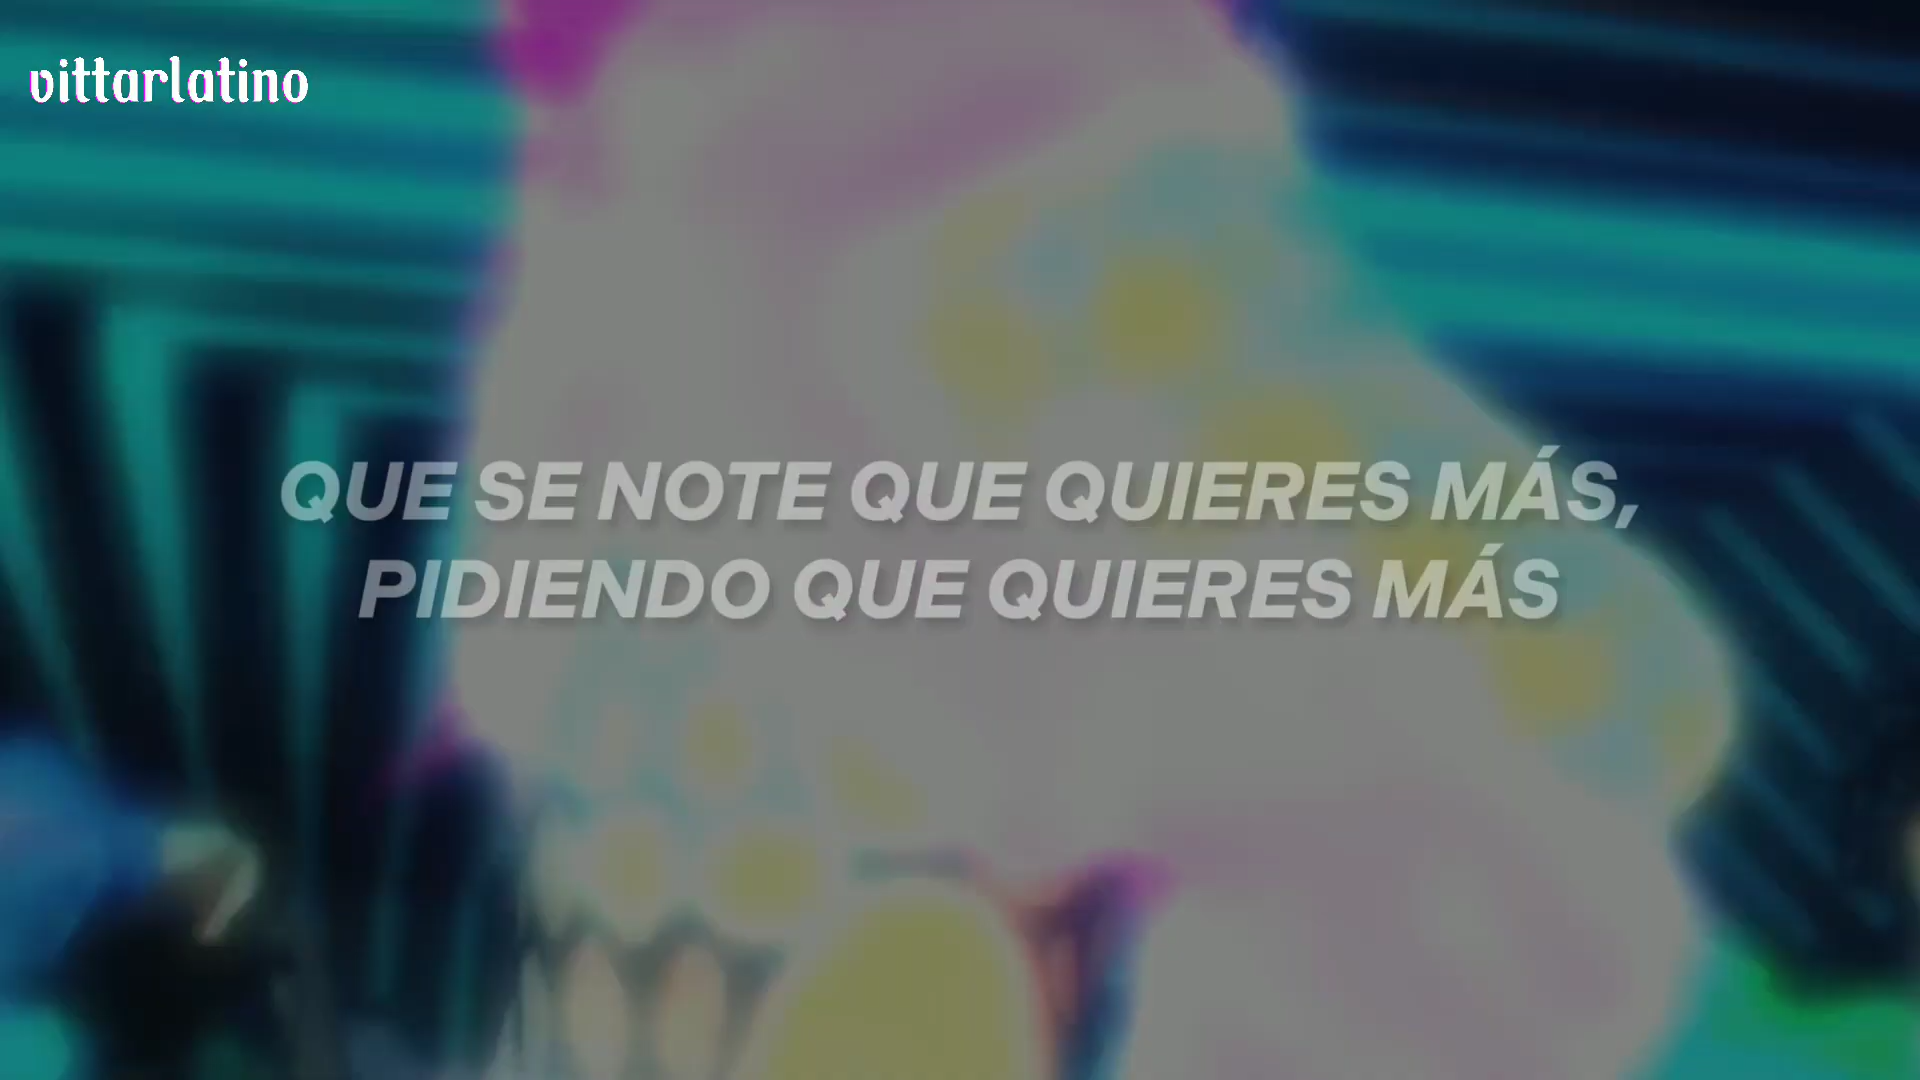 vittarlatino
QUE SE NOTE QUE QUIERES MÁS,
PIDIENDO QUE QUIERES MÁS